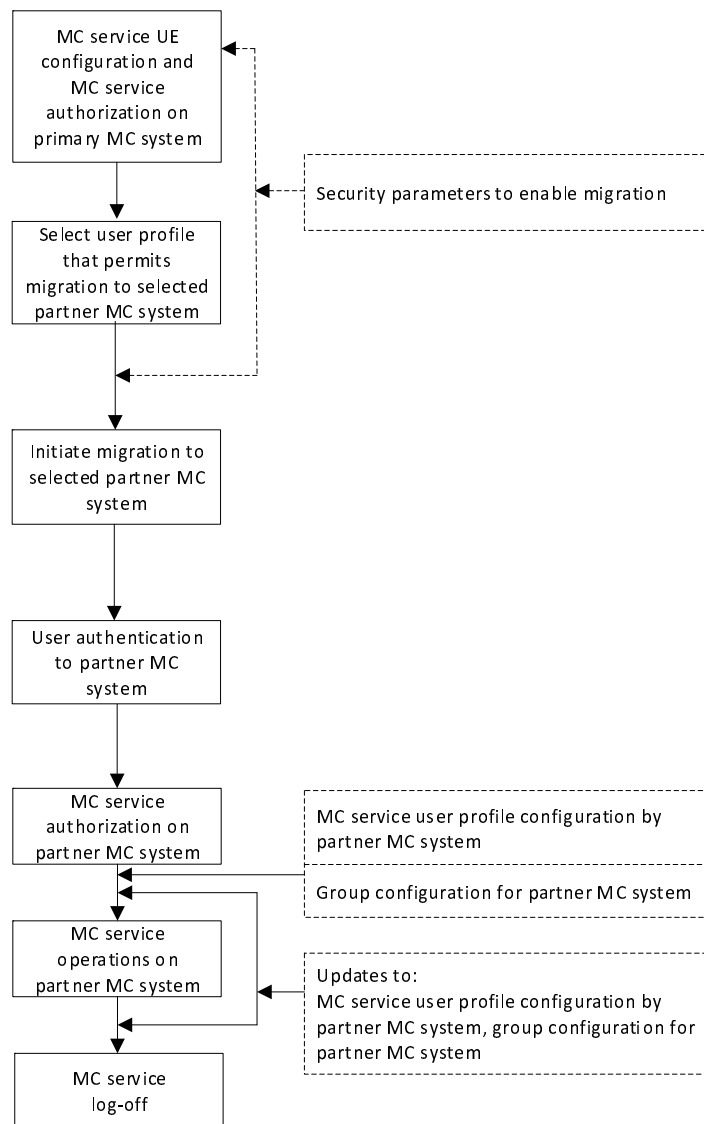 MC service UE
configuration and
MC service
authorization on
primary MC system
Security parameters to enable migration
Select user profile
that permits
migration to selected
partner MC system
Initiate migration to
selected partner MC
system
User authentication
to partner MC
system
MC service
authorization on
partner MC system
MC service user profile configuration by
partner MC system
Group configuration for partner MC system
MC service
operations on
partner MC system
Updates to:
MC service user profile configuration by
partner MC system, group configuration for
partner MC system
MC service
log-off